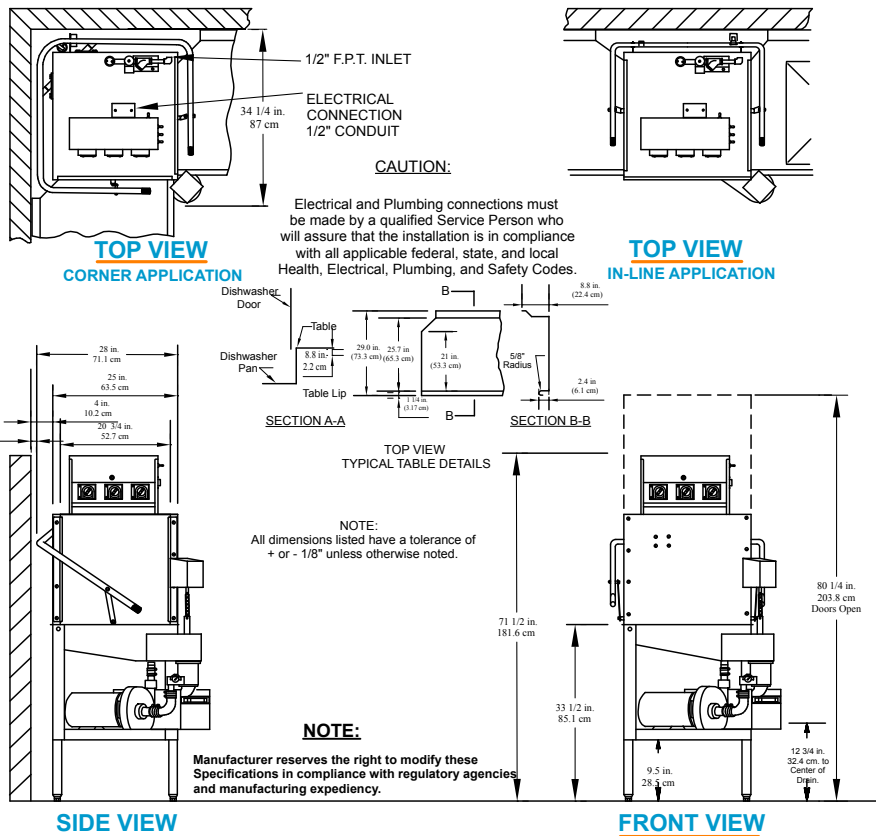 1/2" F.P.T. INLET
ELECTRICAL
CONNECTION
1/2" CONDUIT
34 1/4 in.
87 cm
CAUTION:
Electrical and Plumbing connections must
be made by a qualified Service Person who
will assure that the installation is in compliance
with all applicable federal, state, and local
Health, Electrical, Plumbing, and Safety Codes.
TOP VIEW
CORNER APPLICATION
TOP VIEW
IN-LINE APPLICATION
Dishwasher
Door
Table
8.8 in-
2.2 cm
Dishwasher
Pan
Table Lip
SECTION A-A
B
29.0 in.
(73.3 cm)
25.7 in
(65.3 cm)
21 in.
(53.3 cm)
1 1/4 in.
(3.17 cm)
B
8.8 in.
(22.4 cm)
5/8"
Radius
2.4 in
(6.1 cm)
SECTION B-B
TOP VIEW
TYPICAL TABLE DETAILS
28 in.
71.1 cm
25 in.
63.5 cm
4 in.
10.2 cm
20 3/4 in.
52.7 cm
NOTE:
All dimensions listed have a tolerance of
+ or - 1/8" unless otherwise noted.
71 1/2 in.
181.6 cm
80 1/4 in.
203.8 cm
Doors Open
33 1/2 in.
85.1 cm
9.5 in.
28.5 cm
12 3/4 in.
32.4 cm. to
Center of
Drain.
NOTE:
Manufacturer reserves the right to modify these
Specifications in compliance with regulatory agencies
and manufacturing expediency.
SIDE VIEW
FRONT VIEW